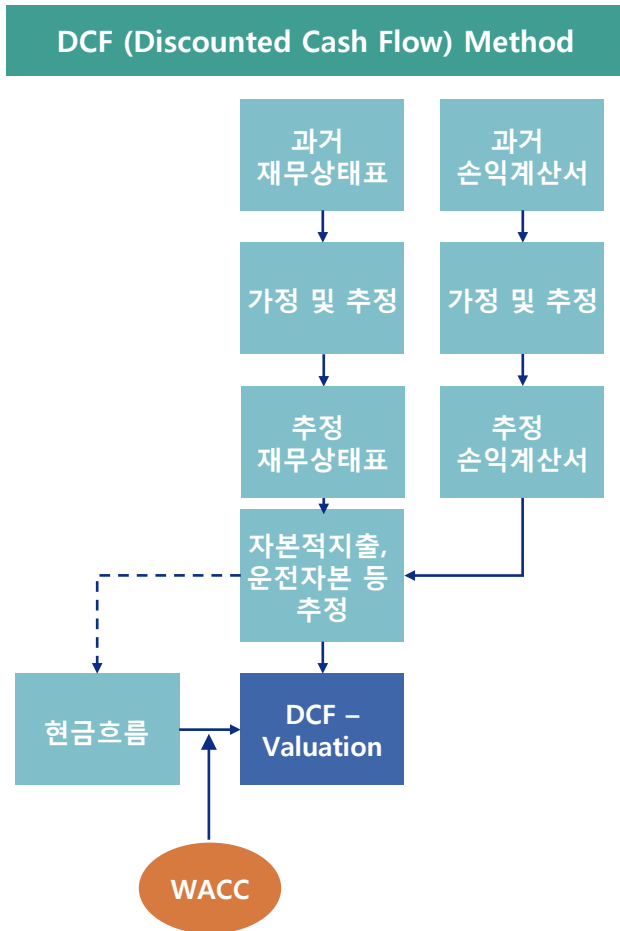 DCF (Discounted Cash Flow) Method
과거
재무상태표
과거
손익계산서
가정 및 추정
가정 및 추정
추정
재무상태표
추정
손익계산서
자본적지출,
운전자본 등
추정
현금흐름
DCF –
Valuation
WACC